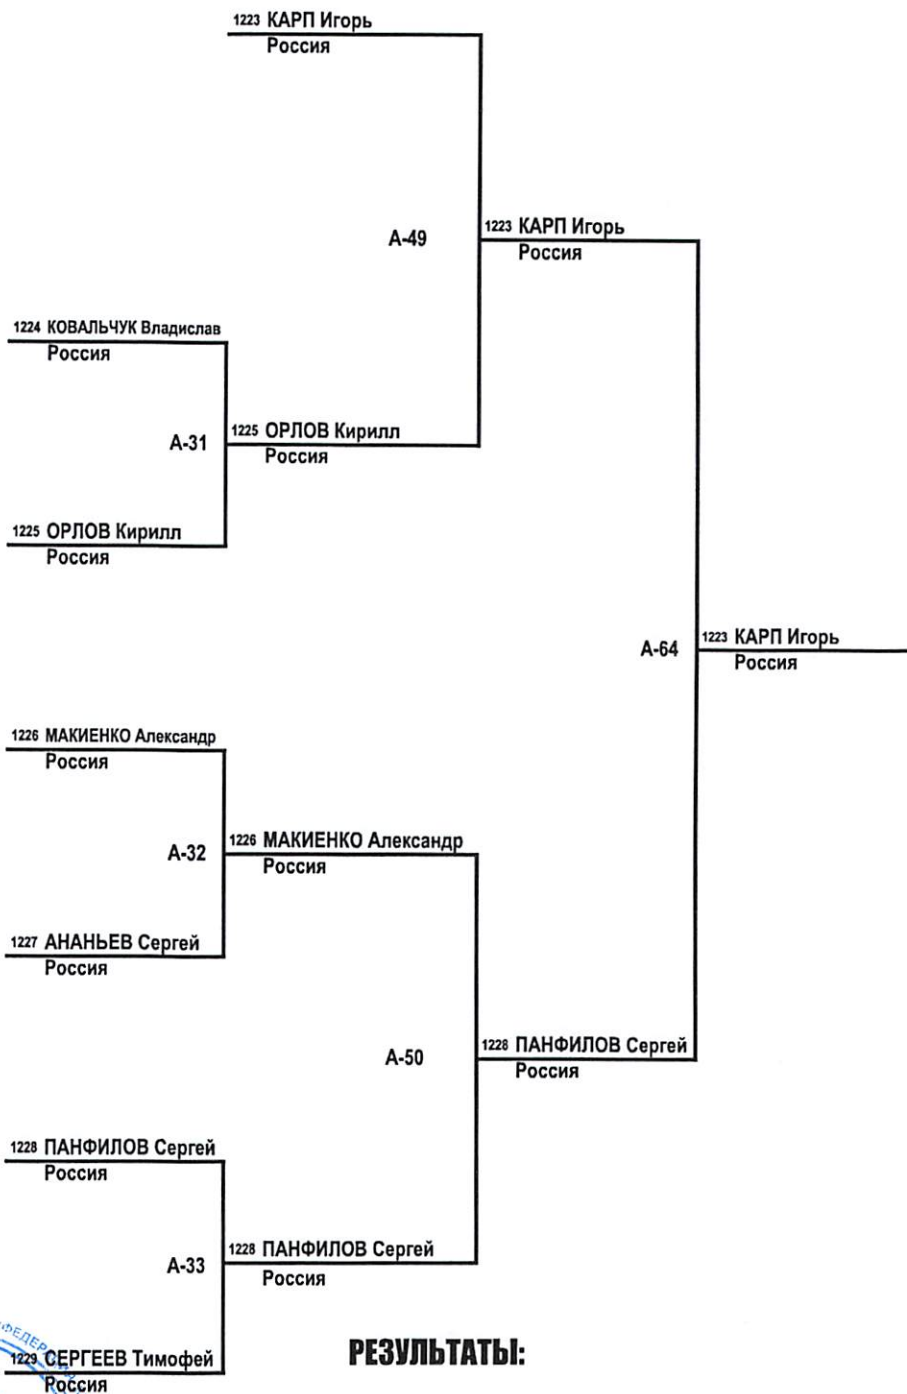 1223 КАРП Игорь
Россия
А-49
1223 КАРП Игорь
Россия
1224 КОВАЛЬЧУК Владислав
Россия
А-31
1225 ОРЛОВ Кирилл
Россия
1225 ОРЛОВ Кирилл
Россия
А-64
1223 КАРП Игорь
Россия
1226 МАКИЕНКО Александр
Россия
А-32
1226 МАКИЕНКО Александр
Россия
1227 АНАНЬЕВ Сергей
Россия
А-50
1228 ПАНФИЛОВ Сергей
Россия
1228 ПАНФИЛОВ Сергей
Россия
А-33
1228 ПАНФИЛОВ Сергей
Россия
1229 СЕРГЕЕВ Тимофей
Россия
РЕЗУЛЬТАТЫ: